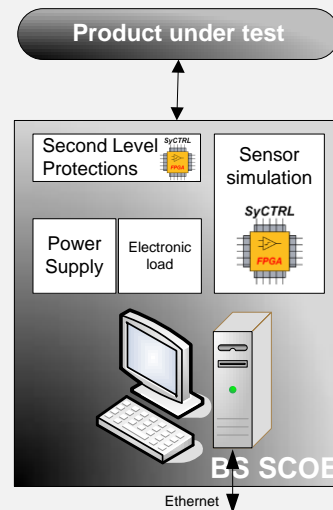 Product under test
Second Level
Protections
SyCTRL
FPGA
Sensor
simulation
SyCTRL
FPGA
Power
Supply
Electronic
load
BS SCOE
Ethernet